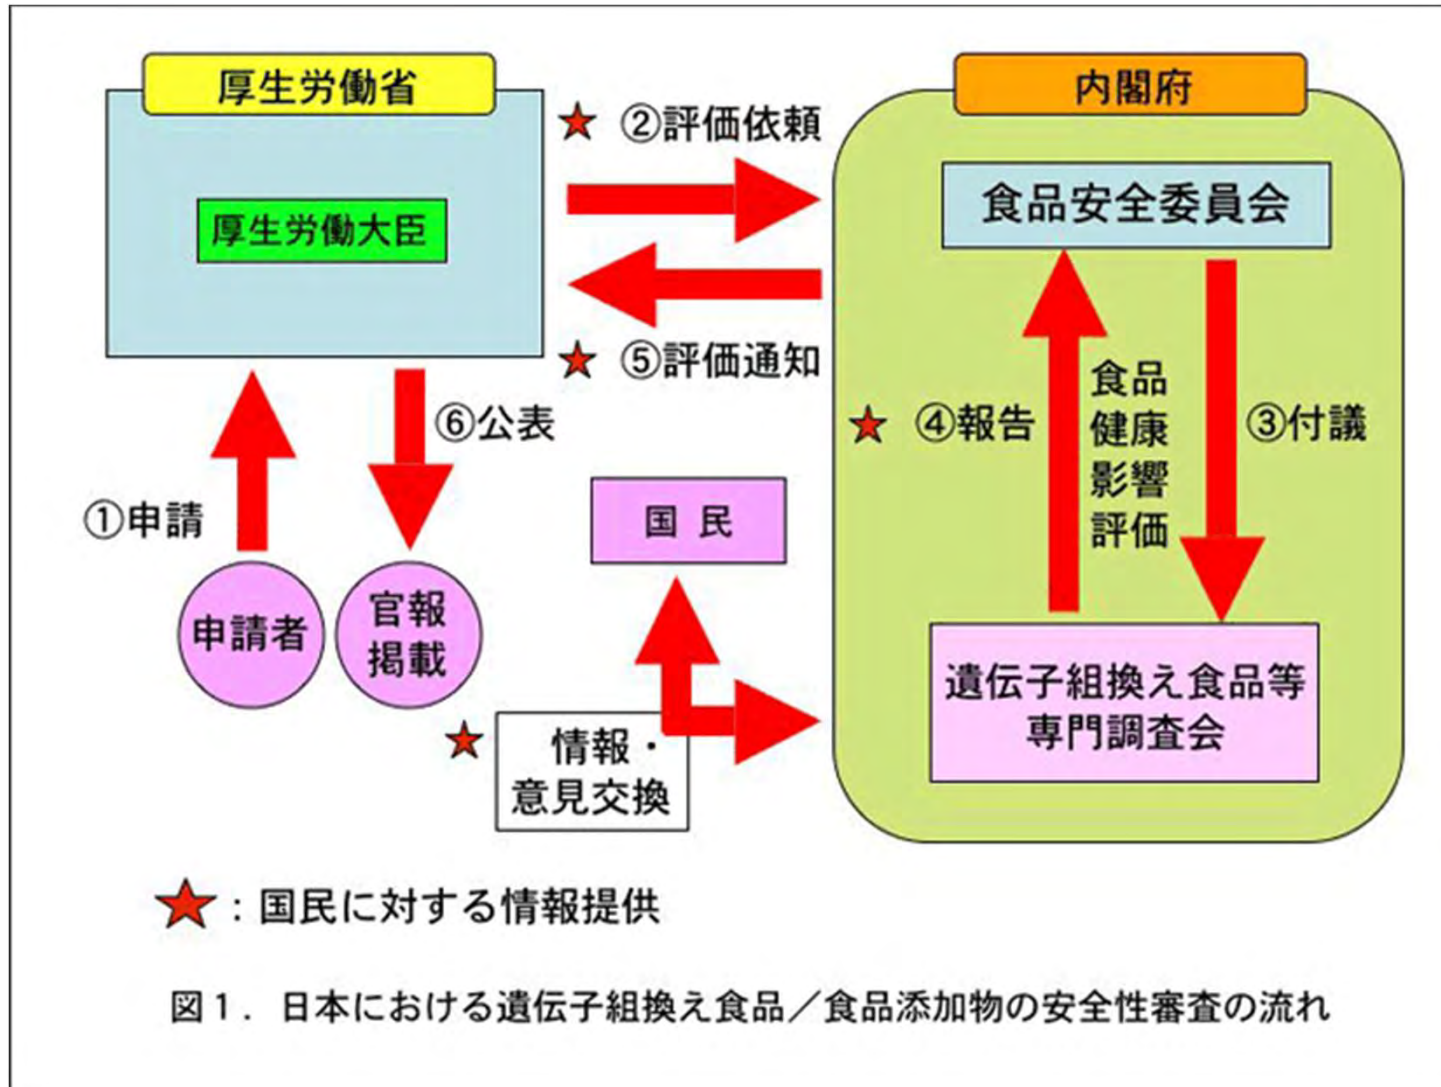 厚生労働省
厚生労働大臣
★ ②評価依頼
★ ⑤評価通知
①申請
⑥公表
申請者
官報
掲載
内閣府
食品安全委員会
★ ④報告
食品
健康
影響
評価
③付議
遺伝子組換え食品等
専門調査会
国 民
★ 情報・
意見交換
★:国民に対する情報提供
図1.日本における遺伝子組換え食品/食品添加物の安全性審査の流れ